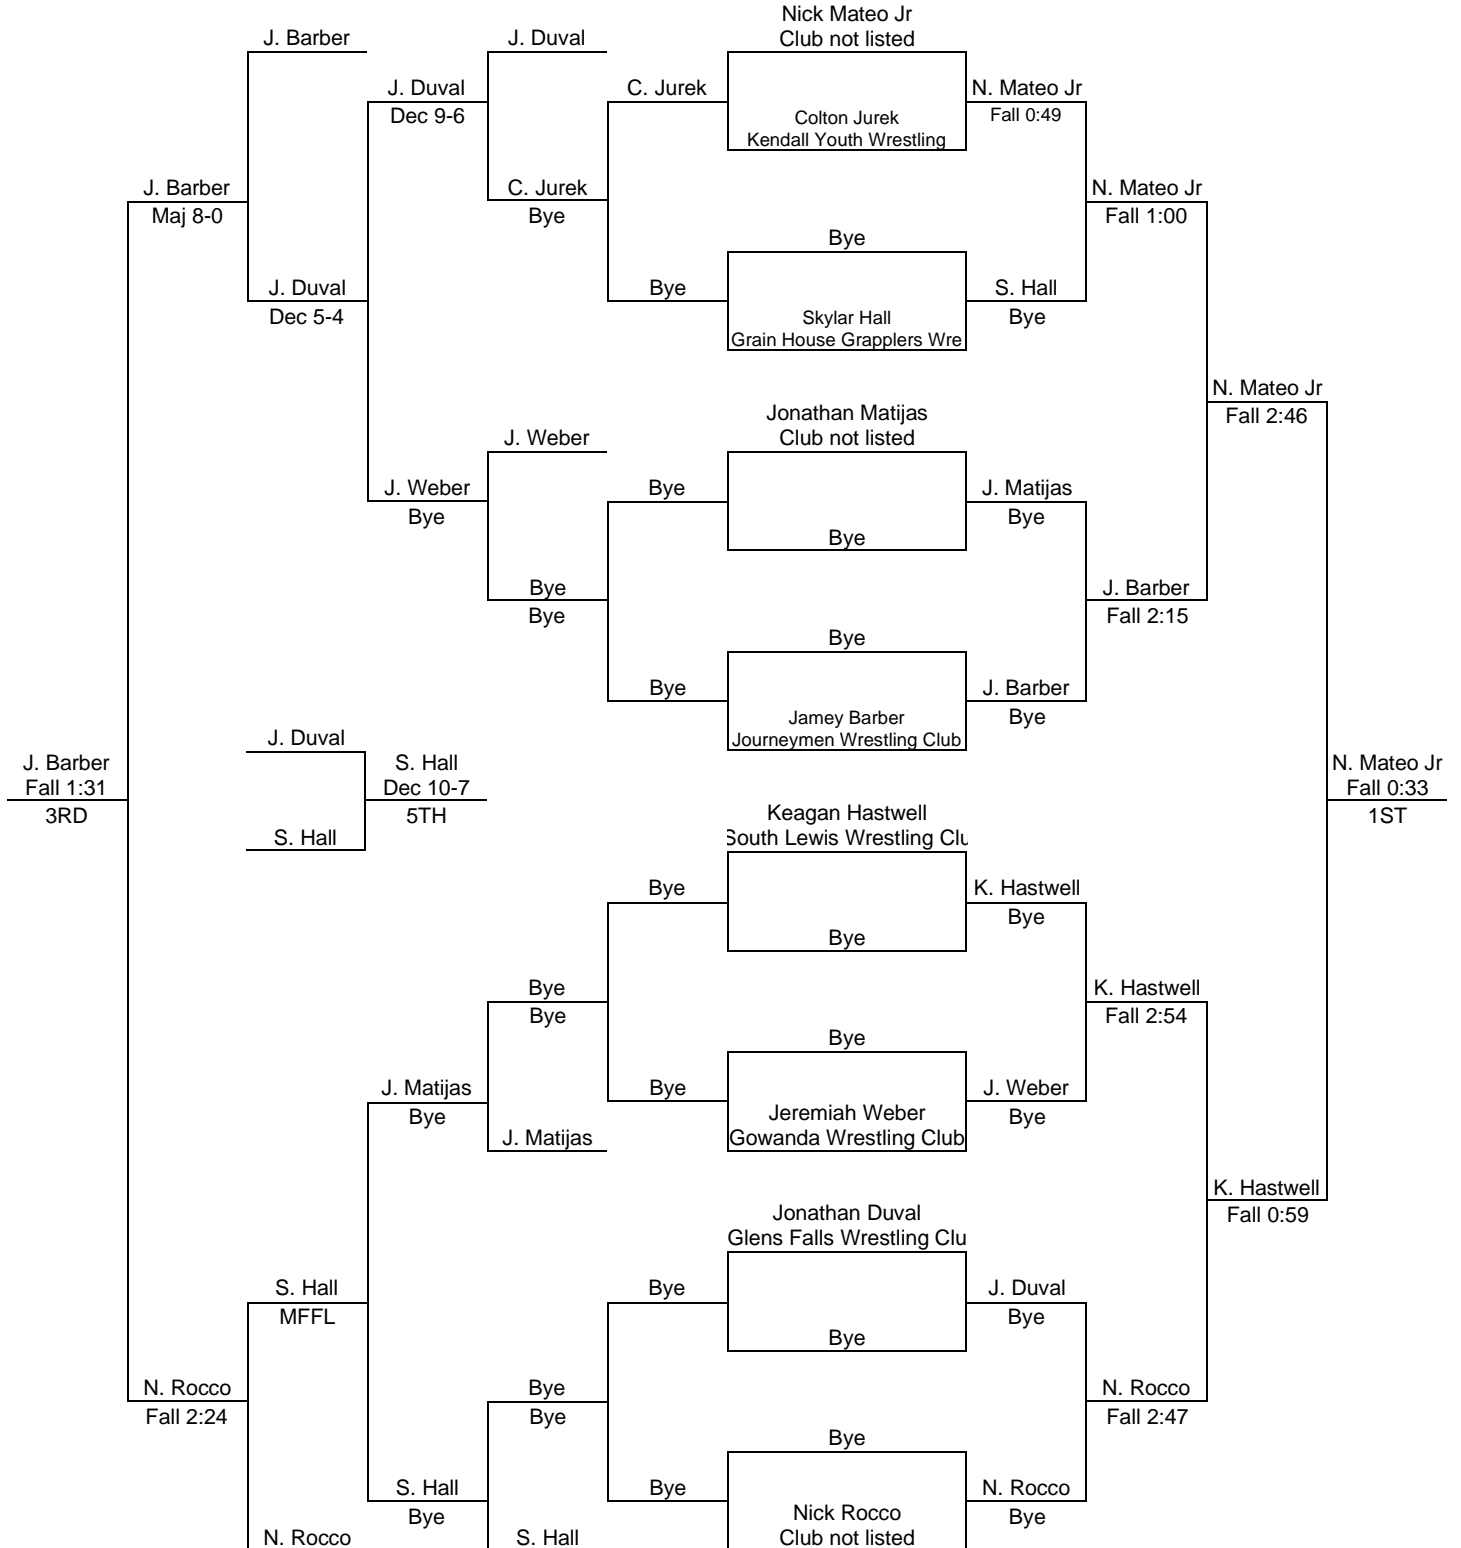 Nick Mateo Jr
J. Barber
J. Duval
Club not listed
J. Duval
C. Jurek
N. Mateo Jr
Dec 9-6
Colton Jurek
Fall 0:49
Kendall Youth Wrestling
J. Barber
C. Jurek
N. Mateo Jr
Maj 8-0
Bye
Fall 1:00
Bye
J. Duval
Bye
S. Hall
Dec 5-4
Skylar Hall
Bye
Grain House Grapplers Wre
N. Mateo Jr
Jonathan Matijas
Fall 2:46
J. Weber
Club not listed
J. Weber
Bye
J. Matijas
Bye
Bye
Bye
Bye
J. Barber
Bye
Fall 2:15
Bye
Bye
J. Barber
Jamey Barber
Bye
J. Duval
Journeymen Wrestling Club
J. Barber
S. Hall
N. Mateo Jr
Fall 1:31
Dec 10-7
Fall 0:33
3RD
5TH
Keagan Hastwell
1ST
S. Hall
South Lewis Wrestling Clu
Bye
K. Hastwell
Bye
Bye
Bye
K. Hastwell
Bye
Fall 2:54
Bye
J. Matijas
Bye
J. Weber
Bye
Jeremiah Weber
Bye
J. Matijas
Gowanda Wrestling Club
K. Hastwell
Jonathan Duval
Fall 0:59
Glens Falls Wrestling Clu
S. Hall
Bye
J. Duval
MFFL
Bye
Bye
N. Rocco
Bye
N. Rocco
Fall 2:24
Bye
Fall 2:47
Bye
S. Hall
Bye
N. Rocco
Bye
Nick Rocco
Bye
N. Rocco
S. Hall
Club not listed